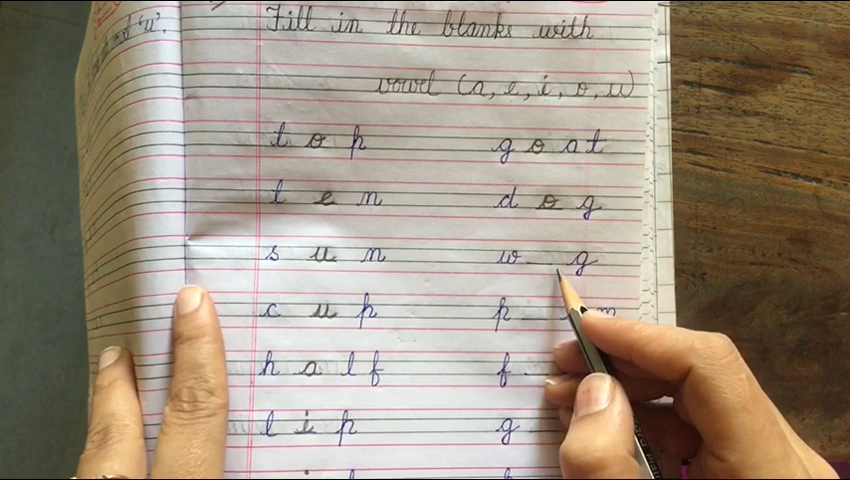 Fill in the blanks with
vowel (a, e, i, o, u)
t o p g o a t
t e n d o g
s u n w _ g
c u p p _ m
h a l f f
l i p g